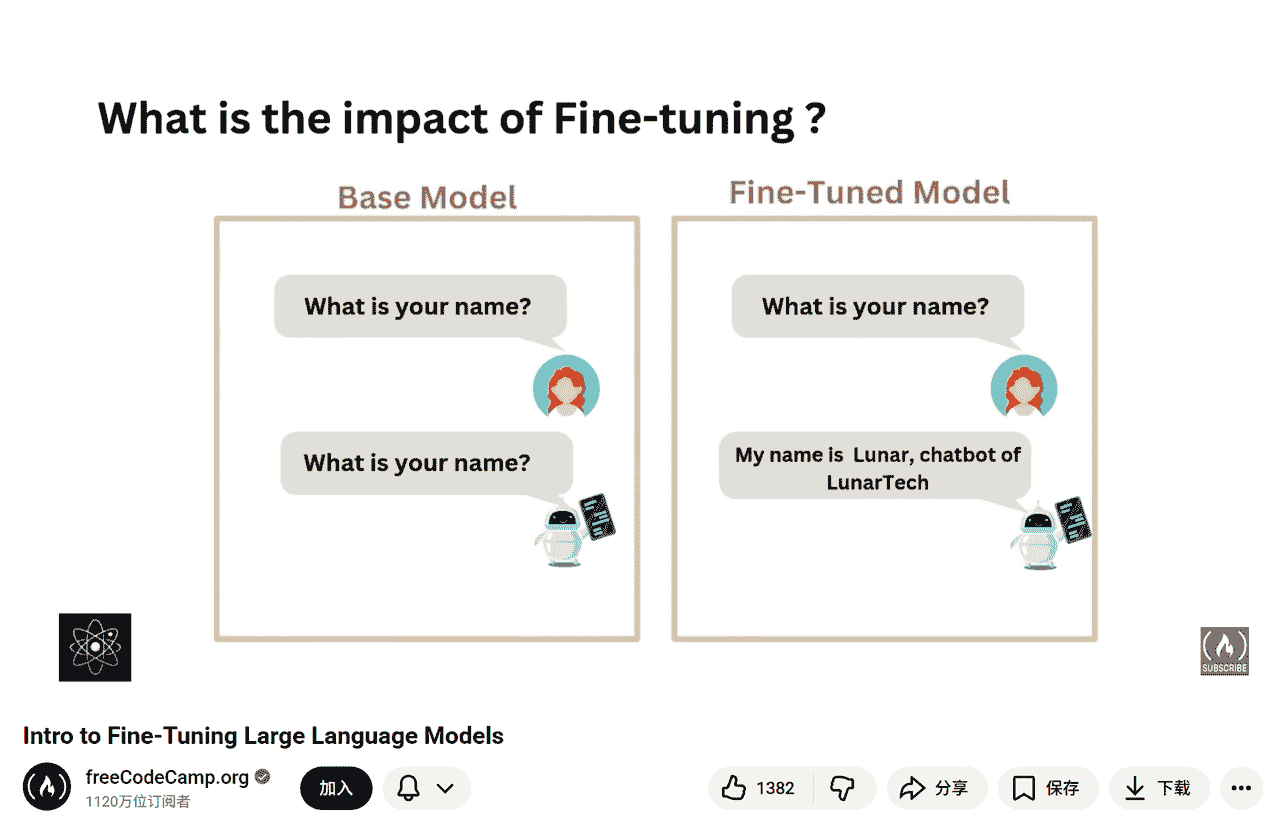 What is the impact of Fine-tuning ?
Base Model
Fine-Tuned Model
What is your name?
What is your name?
What is your name?
My name is Lunar, chatbot of
LunarTech
SUBSCRIBE
Intro to Fine-Tuning Large Language Models
freeCodeCamp.org
1120万位订阅者
加入
1382
分享
保存
下载